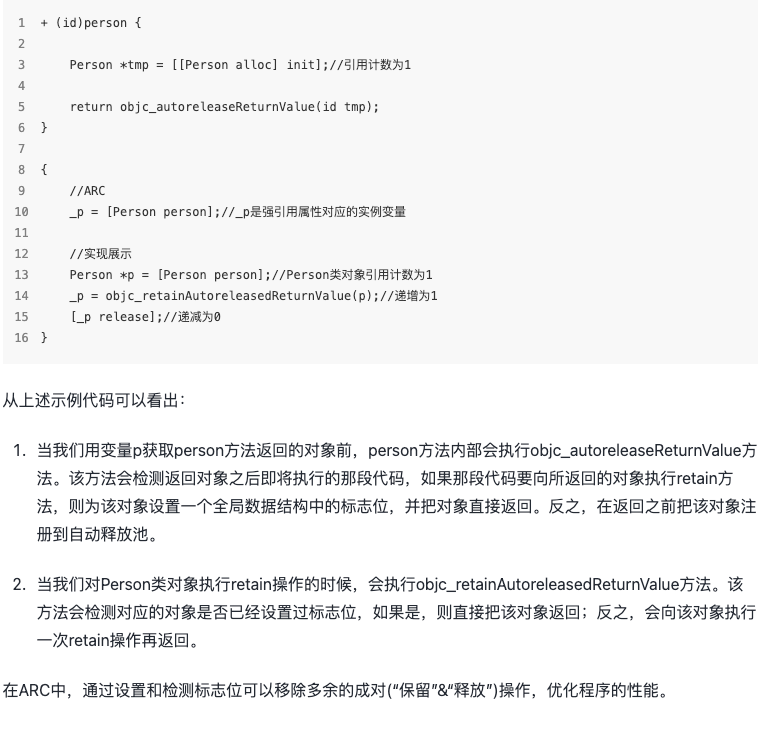 1 + (id)person {
2
3 Person *tmp = [[Person alloc] init];//引用计数为1
4
5 return objc_autoreleaseReturnValue(id tmp);
6 }
7
8 {
9 //ARC
10 _p = [Person person];//_p是强引用属性对应的实例变量
11
12 //实现展示
13 Person *p = [Person person];//Person类对象引用计数为1
14 _p = objc_retainAutoreleasedReturnValue(p);//递增为1
15 [_p release];//递减为0
16 }
从上述示例代码可以看出：
1. 当我们用变量p获取person方法返回的对象前，person方法内部会执行objc_autoreleaseReturnValue方
法。该方法会检测返回对象之后即将执行的那段代码，如果那段代码要向所返回的对象执行retain方
法，则为该对象设置一个全局数据结构中的标志位，并把对象直接返回。反之，在返回之前把该对象注
册到自动释放池。
2. 当我们对Person类对象执行retain操作的时候，会执行objc_retainAutoreleasedReturnValue方法。该
方法会检测对应的对象是否已经设置过标志位，如果是，则直接把该对象返回；反之，会向该对象执行
一次retain操作再返回。
在ARC中，通过设置和检测标志位可以移除多余的成对(“保留”&“释放”)操作，优化程序的性能。